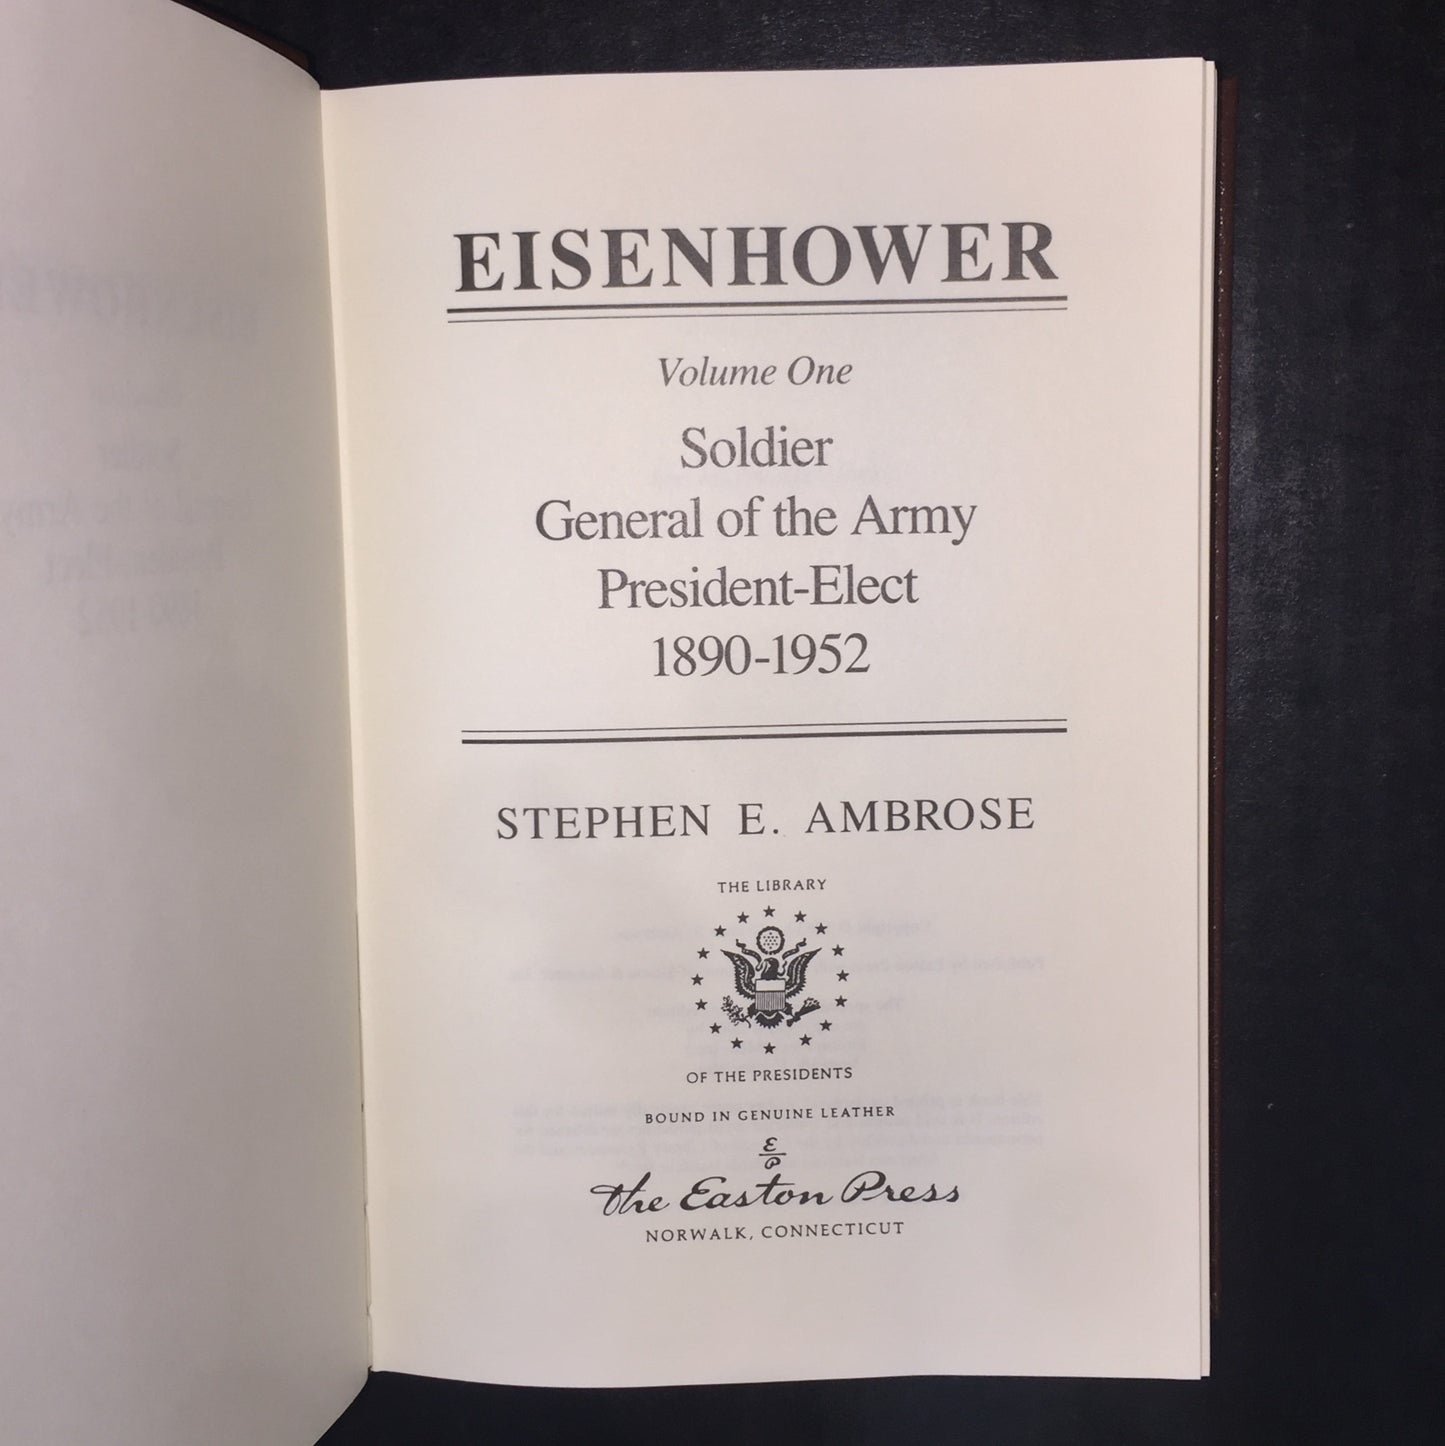 EISENHOWER
Volume One
Soldier
General of the Army
President-Elect
1890-1952
STEPHEN E. AMBROSE
THE LIBRARY
OF THE PRESIDENTS
BOUND IN GENUINE LEATHER
The Easton Press
NORWALK, CONNECTICUT